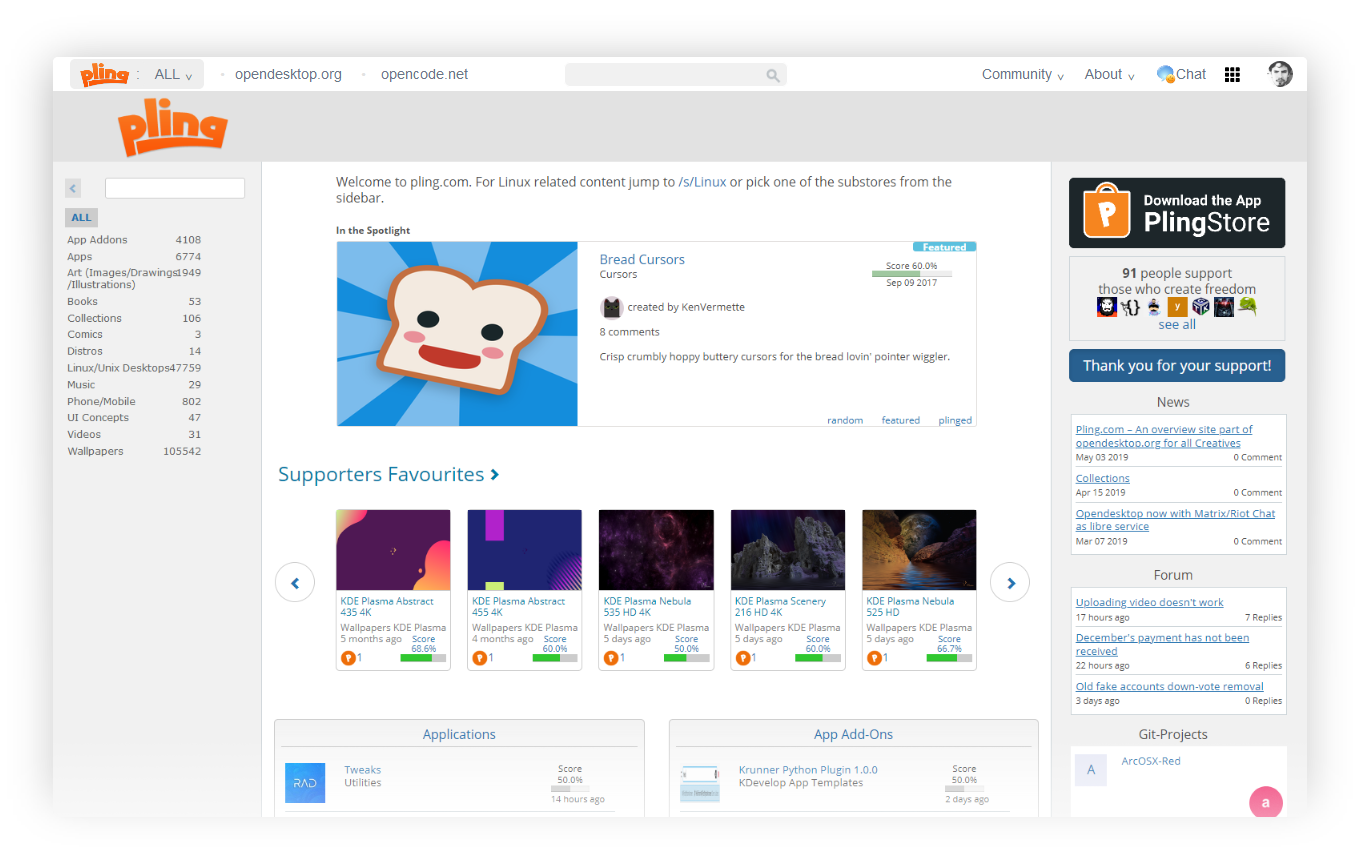 pling : ALL
opendesktop.org
opencode.net
Community
About
Chat
pling
ALL
App Addons 4108
Apps 6774
Art (Images/Drawings 1949
/Illustrations)
Books 53
Collections 106
Comics 3
Distros 14
Linux/Unix Desktops 47759
Music 29
Phone/Mobile 802
UI Concepts 47
Videos 31
Wallpapers 105542
Welcome to pling.com. For Linux related content jump to /s/Linux or pick one of the substores from the
sidebar.
In the Spotlight
Featured
Bread Cursors
Cursors
Score 60.0%
Sep 09 2017
created by KenVermette
8 comments
Crisp crumbly hoppy buttery cursors for the bread lovin' pointer wiggler.
random featured plinged
Supporters Favourites
KDE Plasma Abstract
435 4K
Wallpapers KDE Plasma
5 months ago Score
68.6%
P 1
KDE Plasma Abstract
455 4K
Wallpapers KDE Plasma
4 months ago Score
60.0%
P 1
KDE Plasma Nebula
535 HD 4K
Wallpapers KDE Plasma
5 days ago Score
50.0%
P 1
KDE Plasma Scenery
216 HD 4K
Wallpapers KDE Plasma
5 days ago Score
60.0%
P 1
KDE Plasma Nebula
525 HD
Wallpapers KDE Plasma
5 days ago Score
66.7%
P 1
Applications
RAD
Tweaks
Utilities
Score
50.0%
14 hours ago
App Add-Ons
Krunner Python Plugin 1.0.0
KDevelop App Templates
Score
50.0%
2 days ago
P
Download the App
PlingStore
91 people support
those who create freedom
y
see all
Thank you for your support!
News
Pling.com – An overview site part of
opendesktop.org for all Creatives
May 03 2019 0 Comment
Collections
Apr 15 2019 0 Comment
Opendesktop now with Matrix/Riot Chat
as libre service
Mar 07 2019 0 Comment
Forum
Uploading video doesn't work
17 hours ago 7 Replies
December's payment has not been
received
22 hours ago 6 Replies
Old fake accounts down-vote removal
3 days ago 0 Replies
Git-Projects
A
ArcOSX-Red
a